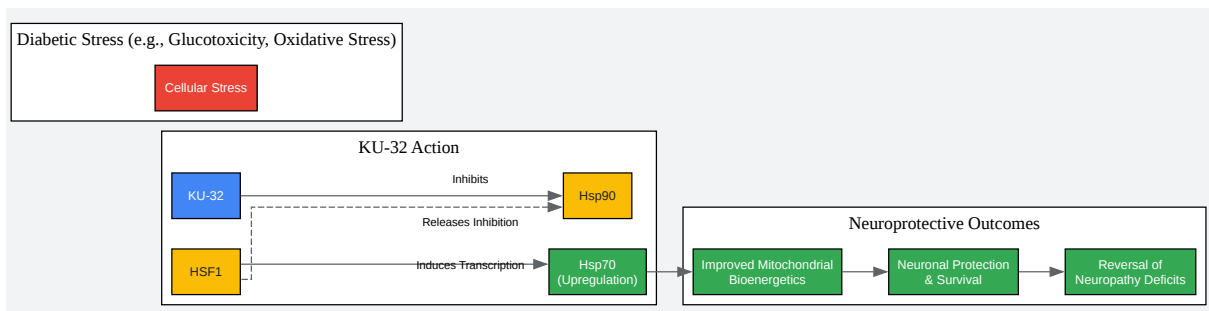 Diabetic Stress (e.g., Glucotoxicity, Oxidative Stress)
Cellular Stress
KU-32 Action
KU-32
Inhibits
Hsp90
Releases Inhibition
HSF1
Induces Transcription
Hsp70
(Upregulation)
Neuroprotective Outcomes
Improved Mitochondrial
Bioenergetics
Neuronal Protection
& Survival
Reversal of
Neuropathy Deficits